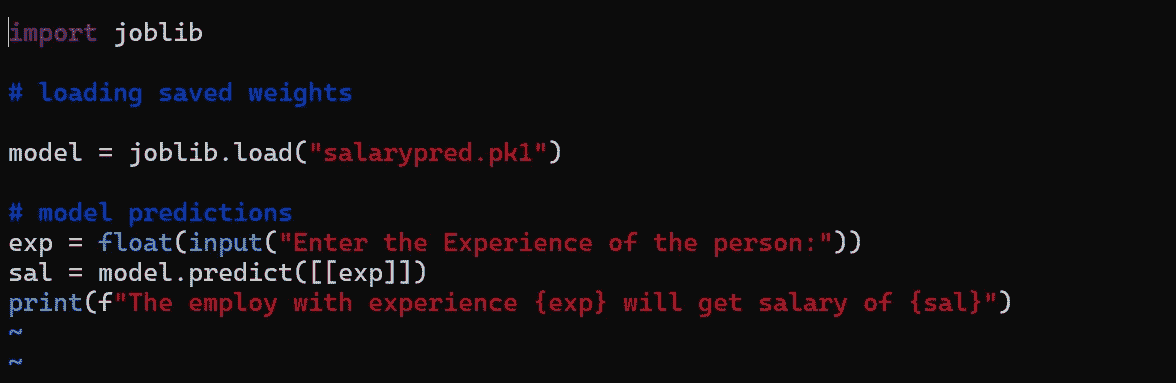 import joblib
# loading saved weights
model = joblib.load("salarypred.pk1")
# model predictions
exp = float(input("Enter the Experience of the person:"))
sal = model.predict([[exp]])
print(f"The employ with experience {exp} will get salary of {sal}")
~
~